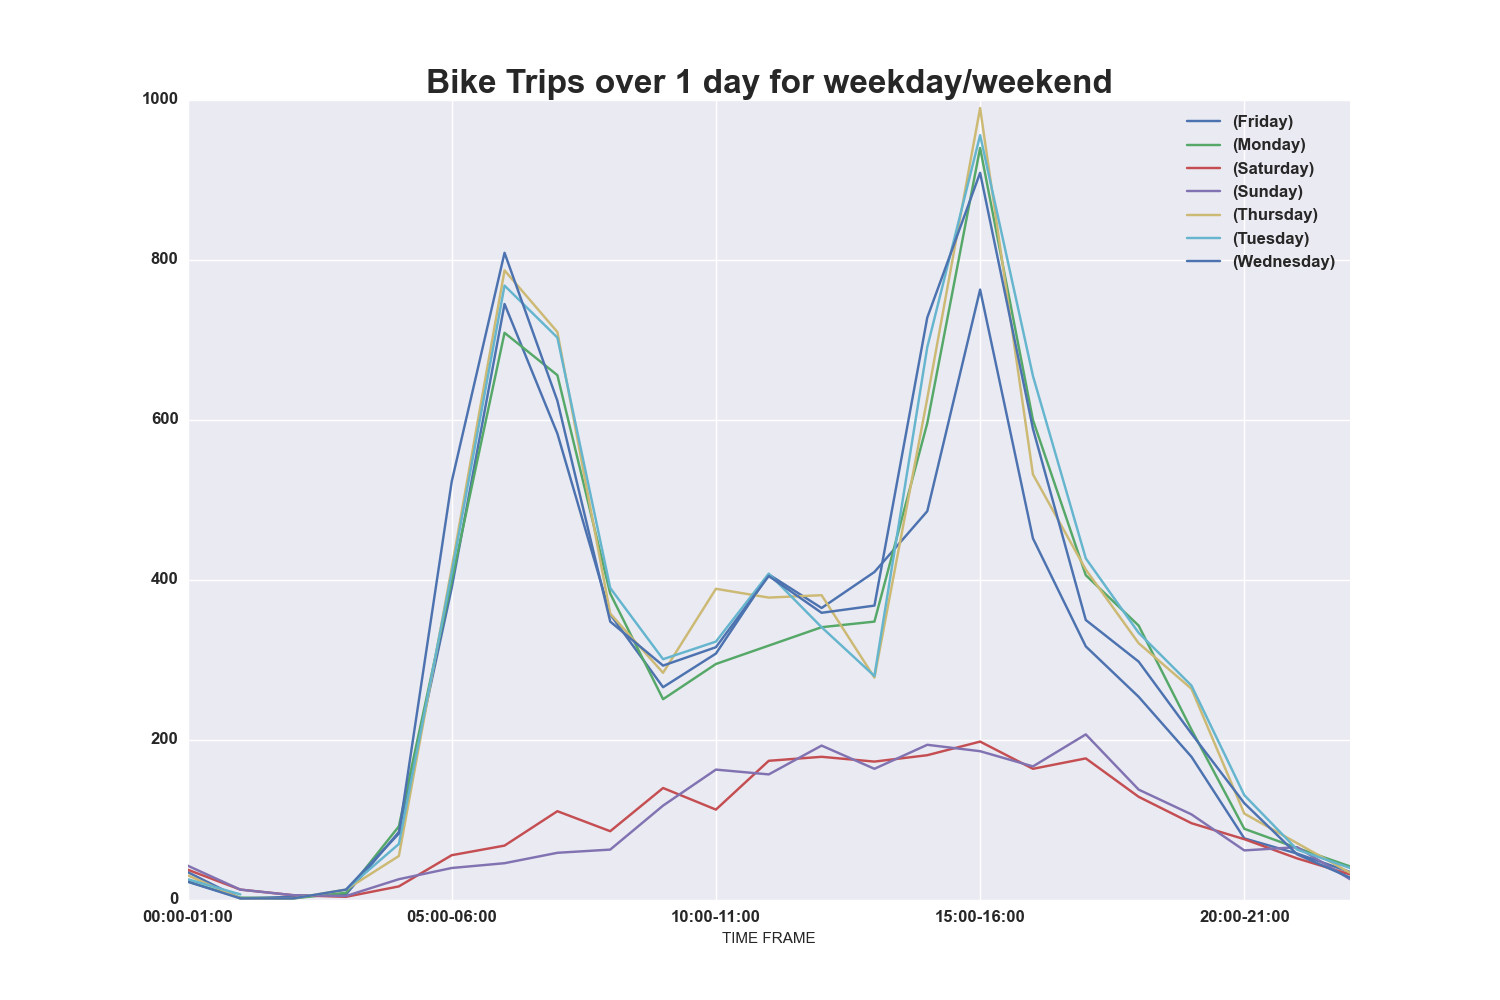 Bike Trips over 1 day for weekday/weekend
1000
800
600
400
200
0
(Friday)
(Monday)
(Saturday)
(Sunday)
(Thursday)
(Tuesday)
(Wednesday)
00:00-01:00 05:00-06:00 10:00-11:00 15:00-16:00 20:00-21:00
TIME FRAME